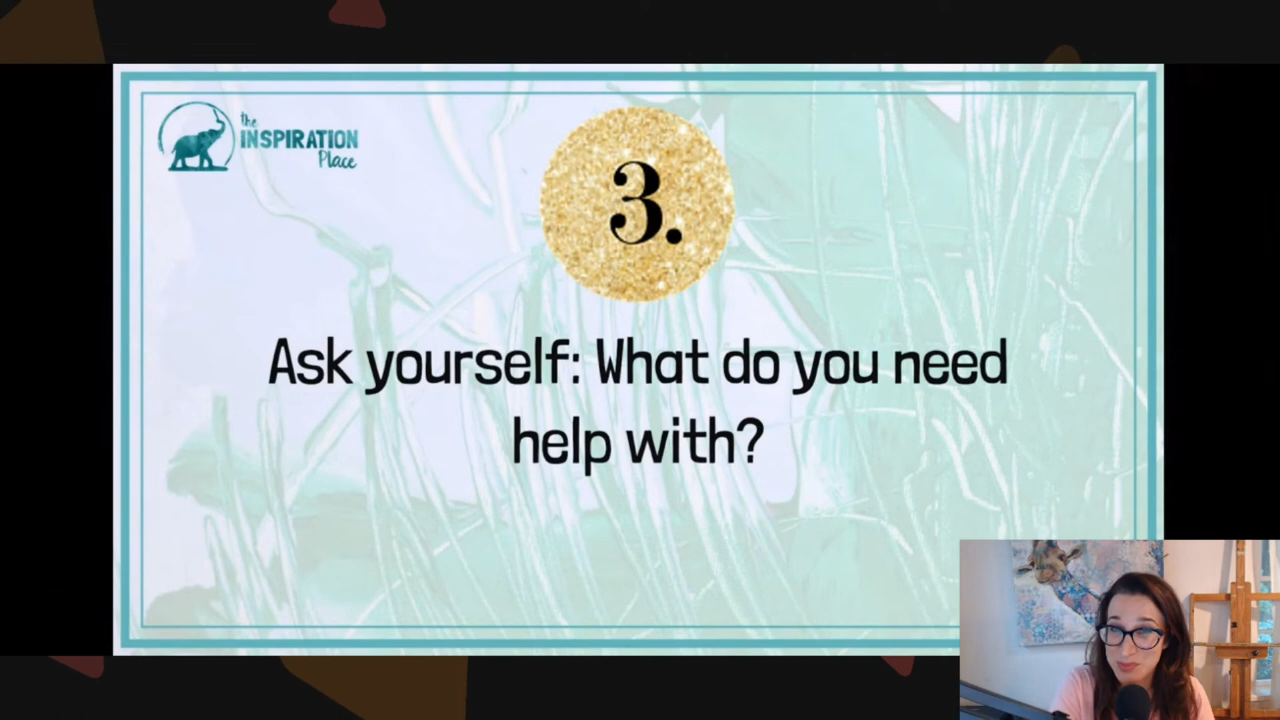 the
INSPIRATION
Place
3.
Ask yourself: What do you need
help with?